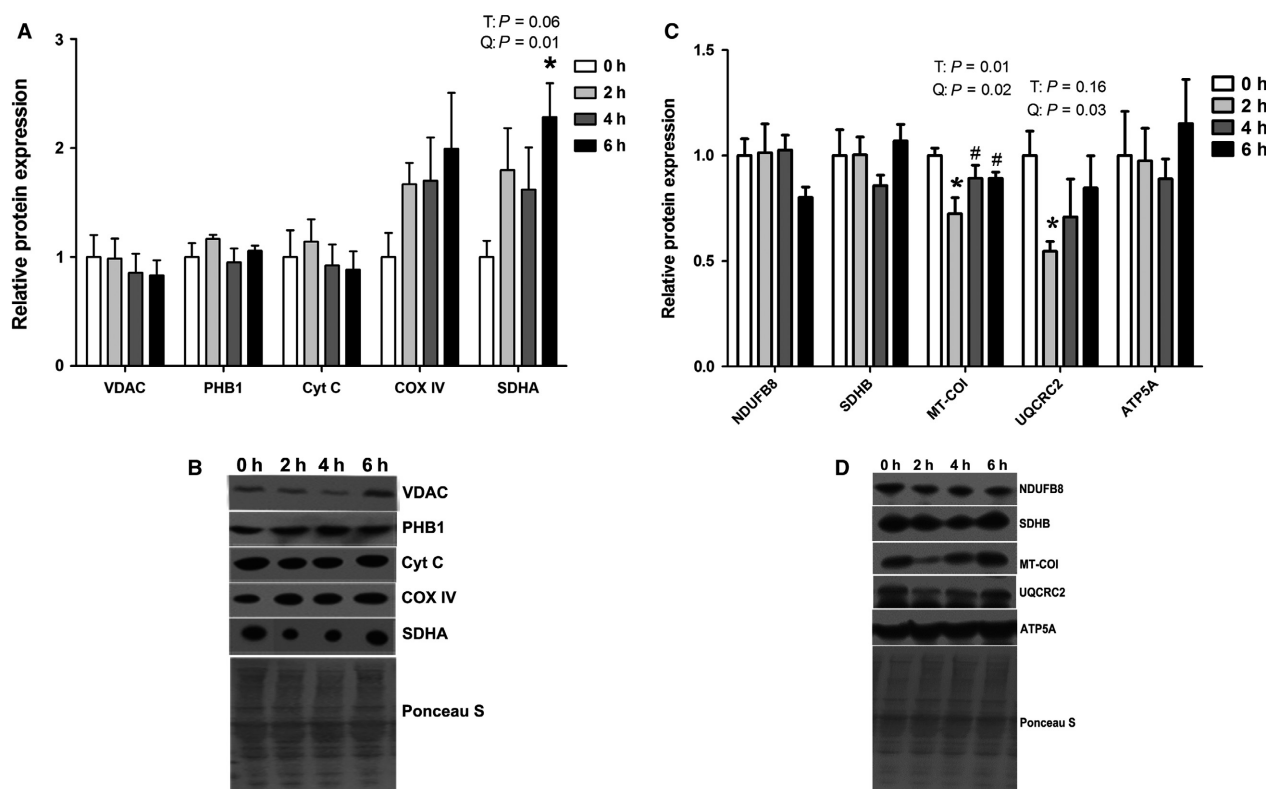 A
T: P = 0.06
Q: P = 0.01
*
0 h
2 h
4 h
6 h
Relative protein expression
3
2
1
0
VDAC
PHB1
Cyt C
COX IV
SDHA
B
0 h 2 h 4 h 6 h
VDAC
PHB1
Cyt C
COX IV
SDHA
Ponceau S
C
T: P = 0.01
Q: P = 0.02
T: P = 0.16
Q: P = 0.03
* # #
*
0 h
2 h
4 h
6 h
Relative protein expression
1.5
1.0
0.5
0.0
NDUFB8
SDHB
MT-COI
UQCRC2
ATP5A
D
0 h 2 h 4 h 6 h
NDUFB8
SDHB
MT-COI
UQCRC2
ATP5A
Ponceau S